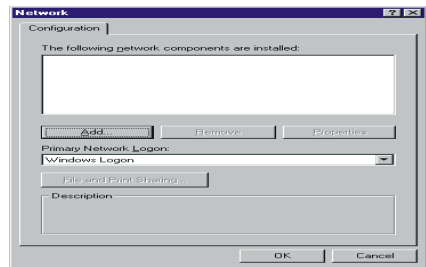 Network
Configuration
The following network components are installed:
Add...
Remove
Properties
Primary Network Logon:
Windows Logon
File and Print Sharing...
Description
OK
Cancel